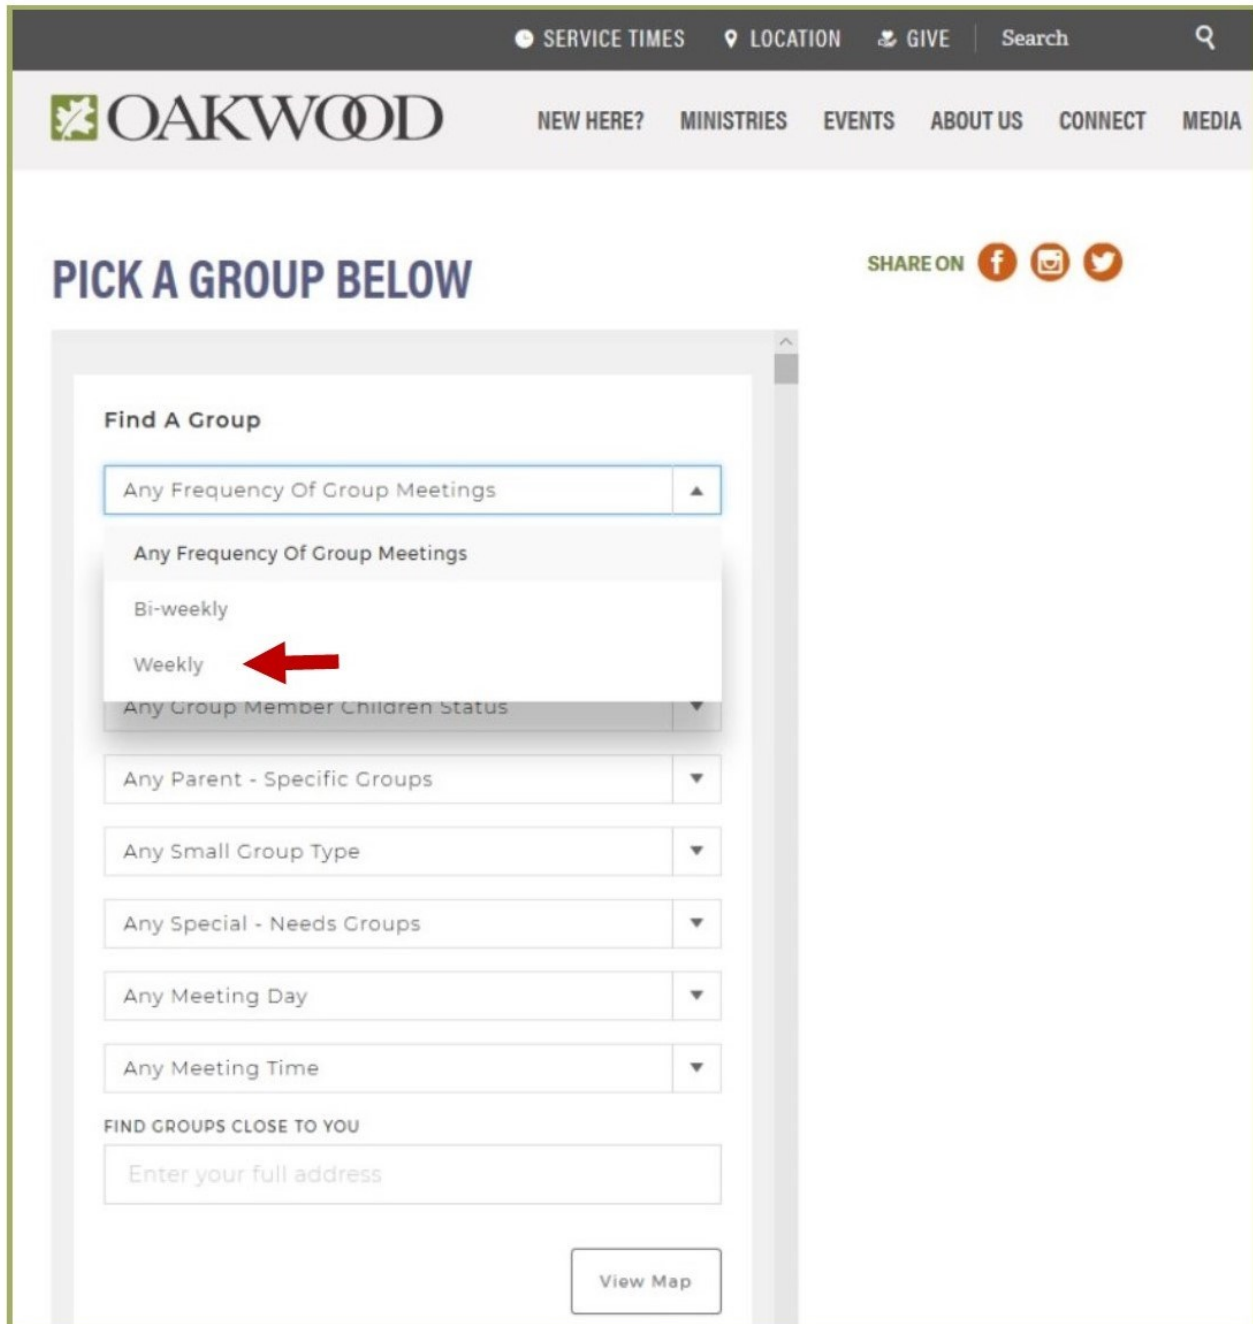 SERVICE TIMES LOCATION GIVE Search
OAKWOOD
NEW HERE? MINISTRIES EVENTS ABOUT US CONNECT MEDIA
PICK A GROUP BELOW
SHARE ON
Find A Group
Any Frequency Of Group Meetings
Any Frequency Of Group Meetings
Bi-weekly
Weekly
Any Group Member Children Status
Any Parent - Specific Groups
Any Small Group Type
Any Special - Needs Groups
Any Meeting Day
Any Meeting Time
FIND GROUPS CLOSE TO YOU
Enter your full address
View Map